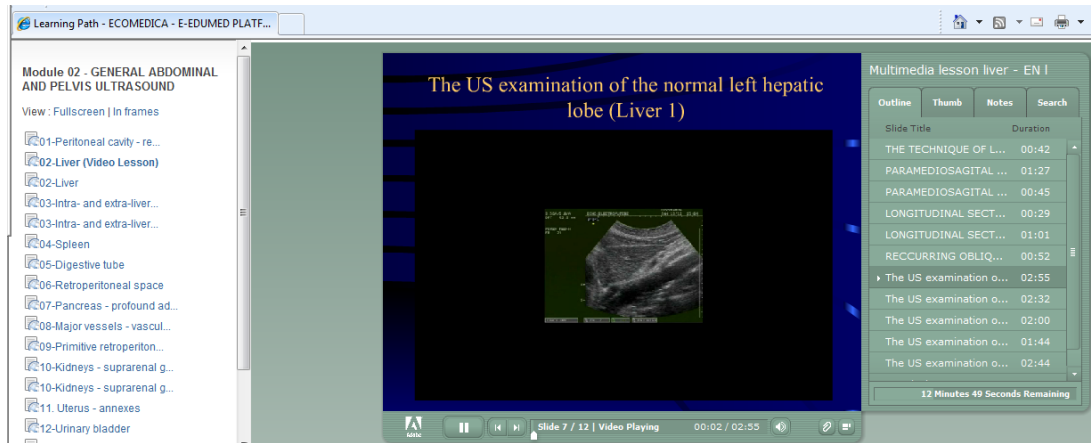 Learning Path - ECOMEDICA - E-EDUMED PLATF...
Module 02 - GENERAL ABDOMINAL
AND PELVIS ULTRASOUND
View : Fullscreen | In frames
01-Peritoneal cavity - re...
02-Liver (Video Lesson)
02-Liver
03-Intra- and extra-liver...
03-Intra- and extra-liver...
04-Spleen
05-Digestive tube
06-Retroperitoneal space
07-Pancreas - profound ad...
08-Major vessels - vascul...
09-Primitive retroperiton...
10-Kidneys - suprarenal g...
10-Kidneys - suprarenal g...
11. Uterus - annexes
12-Urinary bladder
The US examination of the normal left hepatic
lobe (Liver 1)
Slide 7 / 12 | Video Playing
00:02 / 02:55
Multimedia lesson liver - EN l
Outline Thumb Notes Search
Slide Title Duration
THE TECHNIQUE OF L... 00:42
PARAMEDIOSAGITAL ... 01:27
PARAMEDIOSAGITAL ... 00:45
LONGITUDINAL SECT... 00:29
LONGITUDINAL SECT... 01:01
RECCURRING OBLIQ... 00:52
The US examination o... 02:55
The US examination o... 02:32
The US examination o... 02:00
The US examination o... 01:44
The US examination o... 02:44
12 Minutes 49 Seconds Remaining